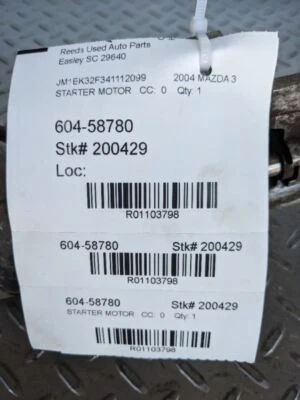 Reeds Used Auto Parts
Easley SC 29640
JM1EK32F341112099 2004 MAZDA 3
STARTER MOTOR CC: 0 Qty: 1
604-58780
Stk# 200429
Loc:
R01103798
604-58780 Stk# 200429
R01103798
604-58780 Stk# 200429
STARTER MOTOR CC: 0 Qty: 1
R01103798